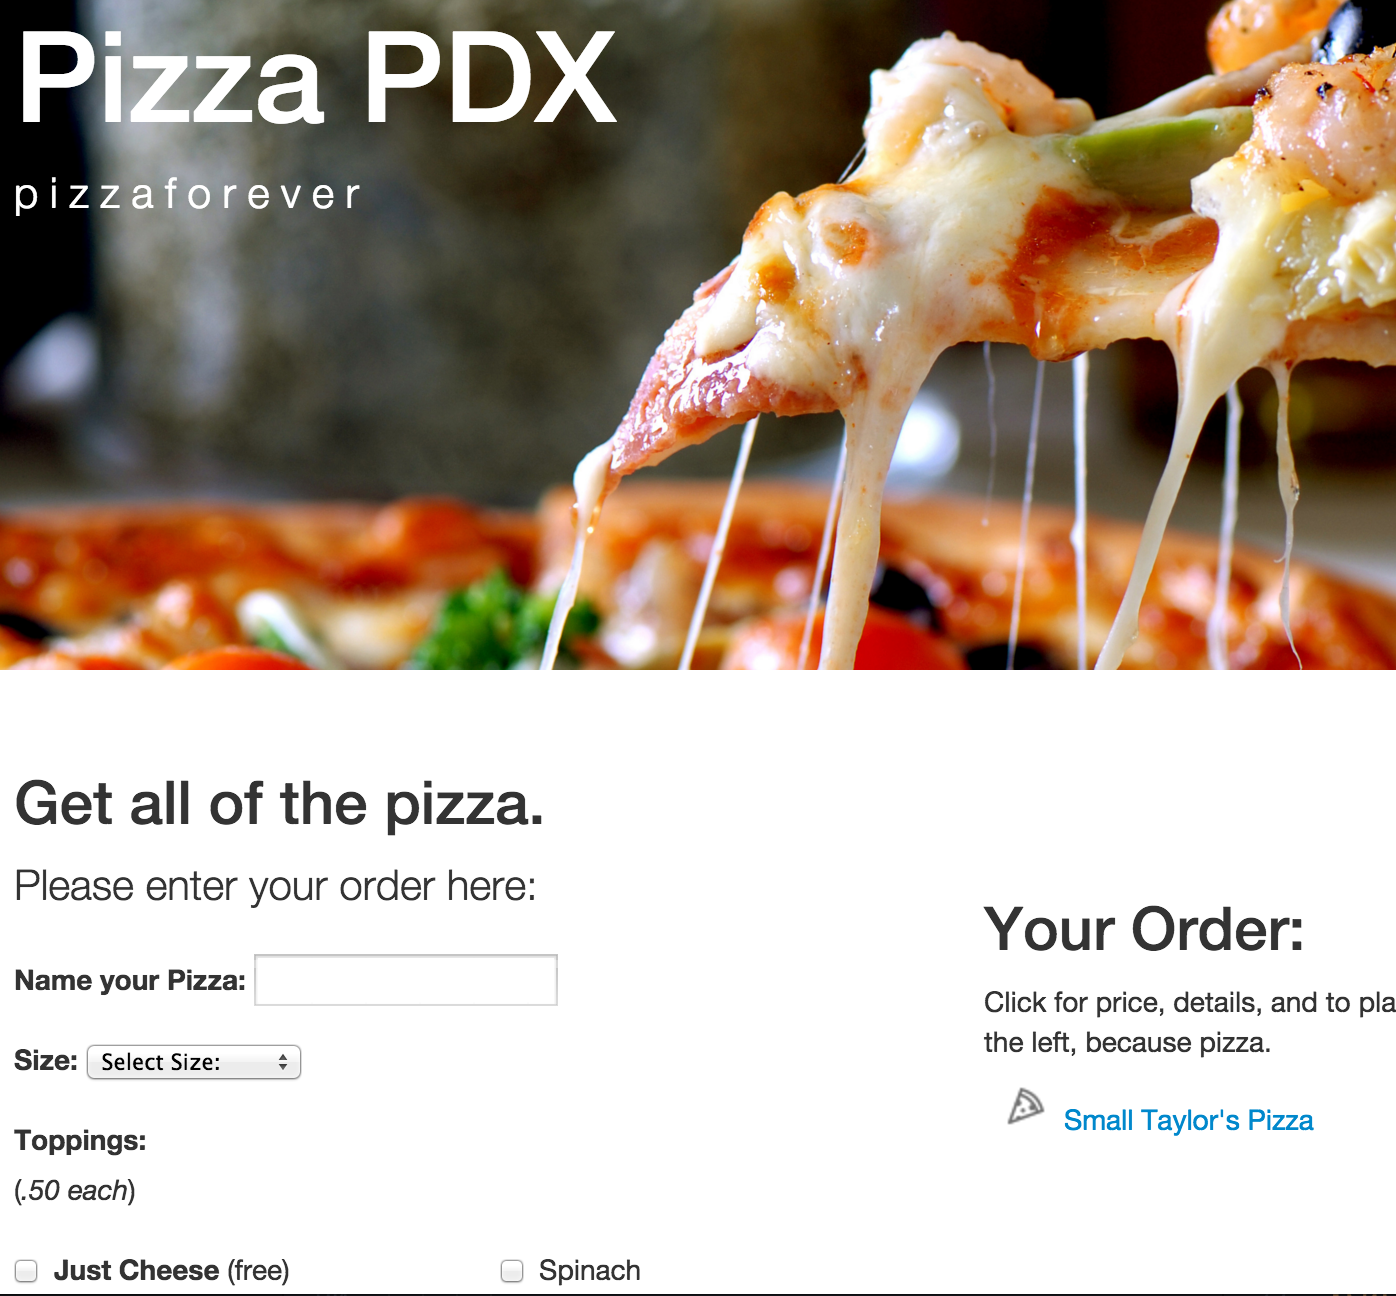 Pizza PDX
pizzaforever
Get all of the pizza.
Please enter your order here:
Name your Pizza:
Size: Select Size:
Toppings:
(.50 each)
Just Cheese (free)
Spinach
Your Order:
Click for price, details, and to pla
the left, because pizza.
Small Taylor's Pizza